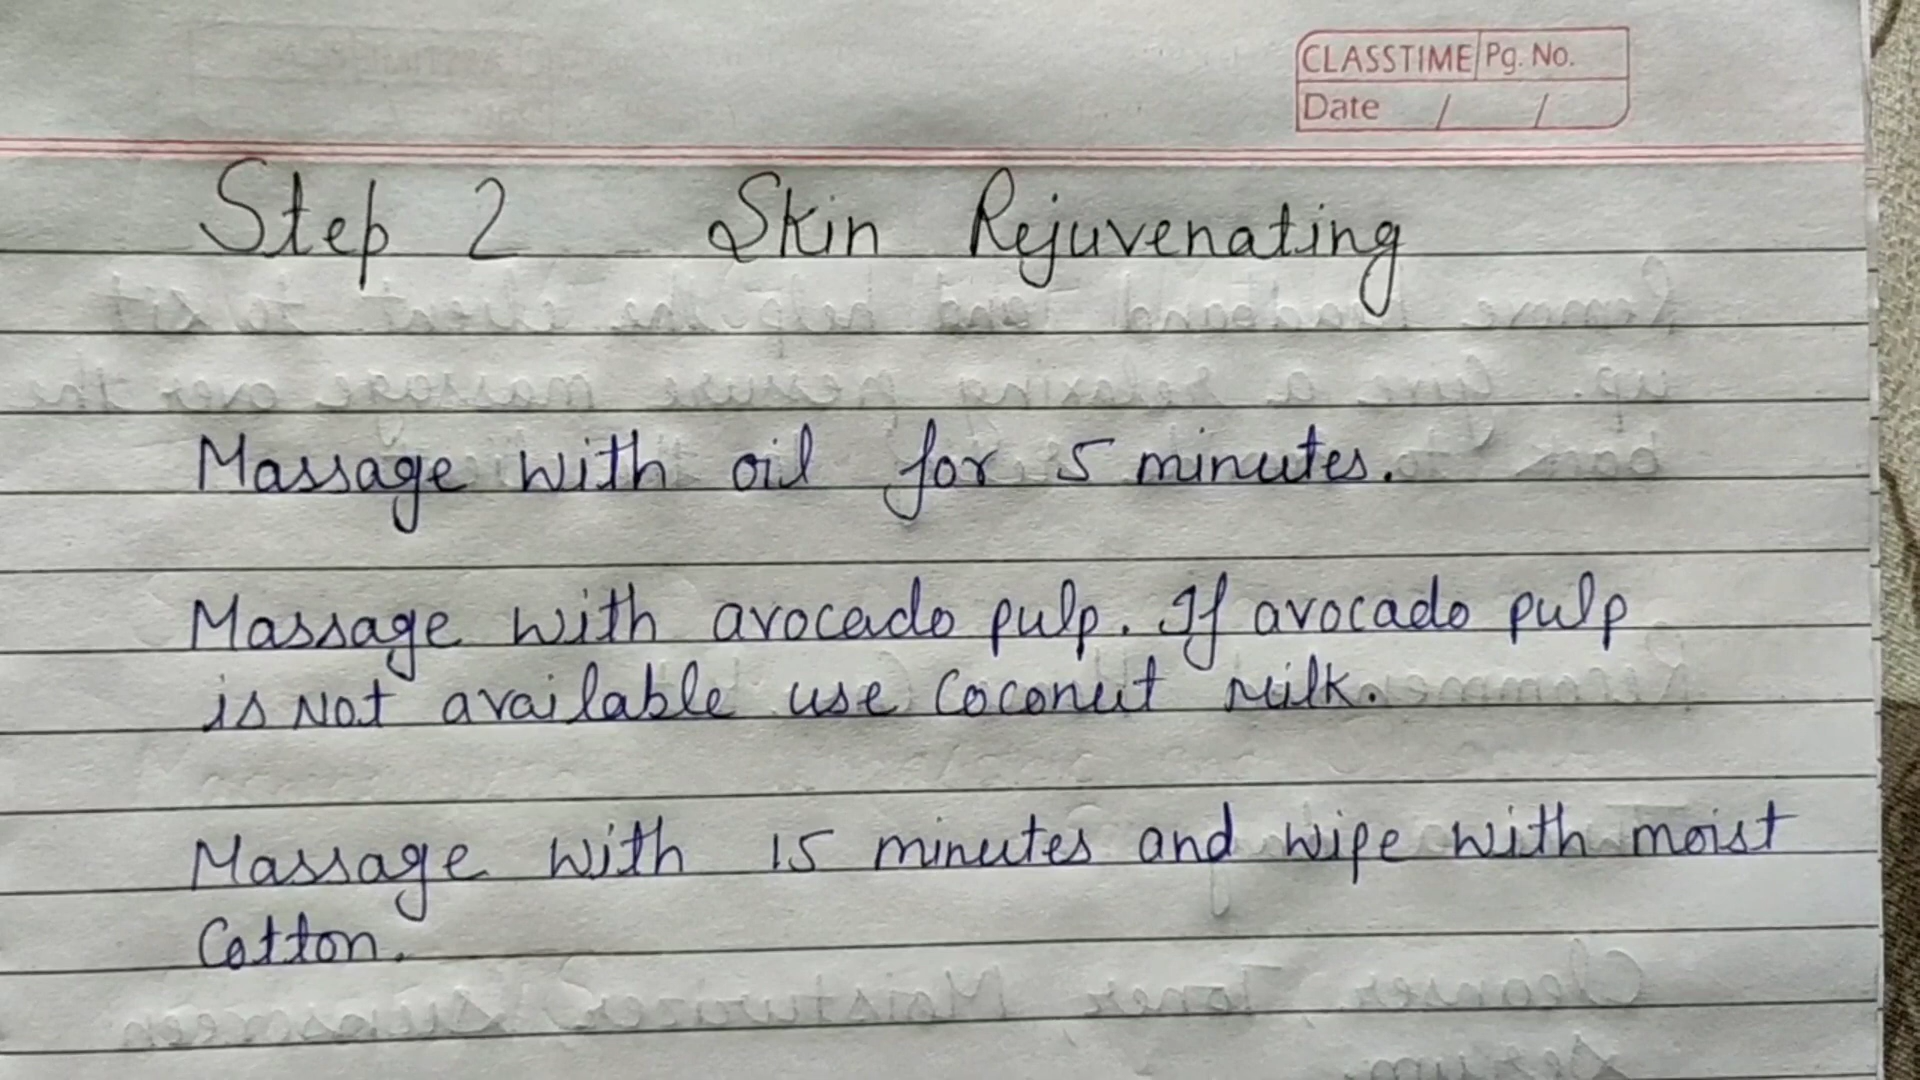 CLASSTIME Pg. No.
Date / /
Step 2 Skin Rejuvenating
Massage with oil for 5 minutes.
Massage with avocado pulp. If avocado pulp
is Not available use Coconut milk.
Massage with 15 minutes and wipe with moist
Cotton.